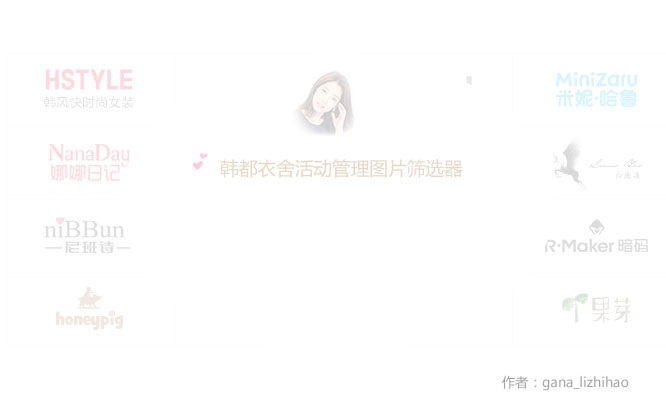 HSTYLE
韩风快时尚女装
MiniZaru
米妮·哈鲁
NanaDay
娜娜日记
韩都衣舍活动管理图片筛选器
niBBun
尼班诗
R·Maker 暗码
honeypig
果芽
作者：gana_lizhihao